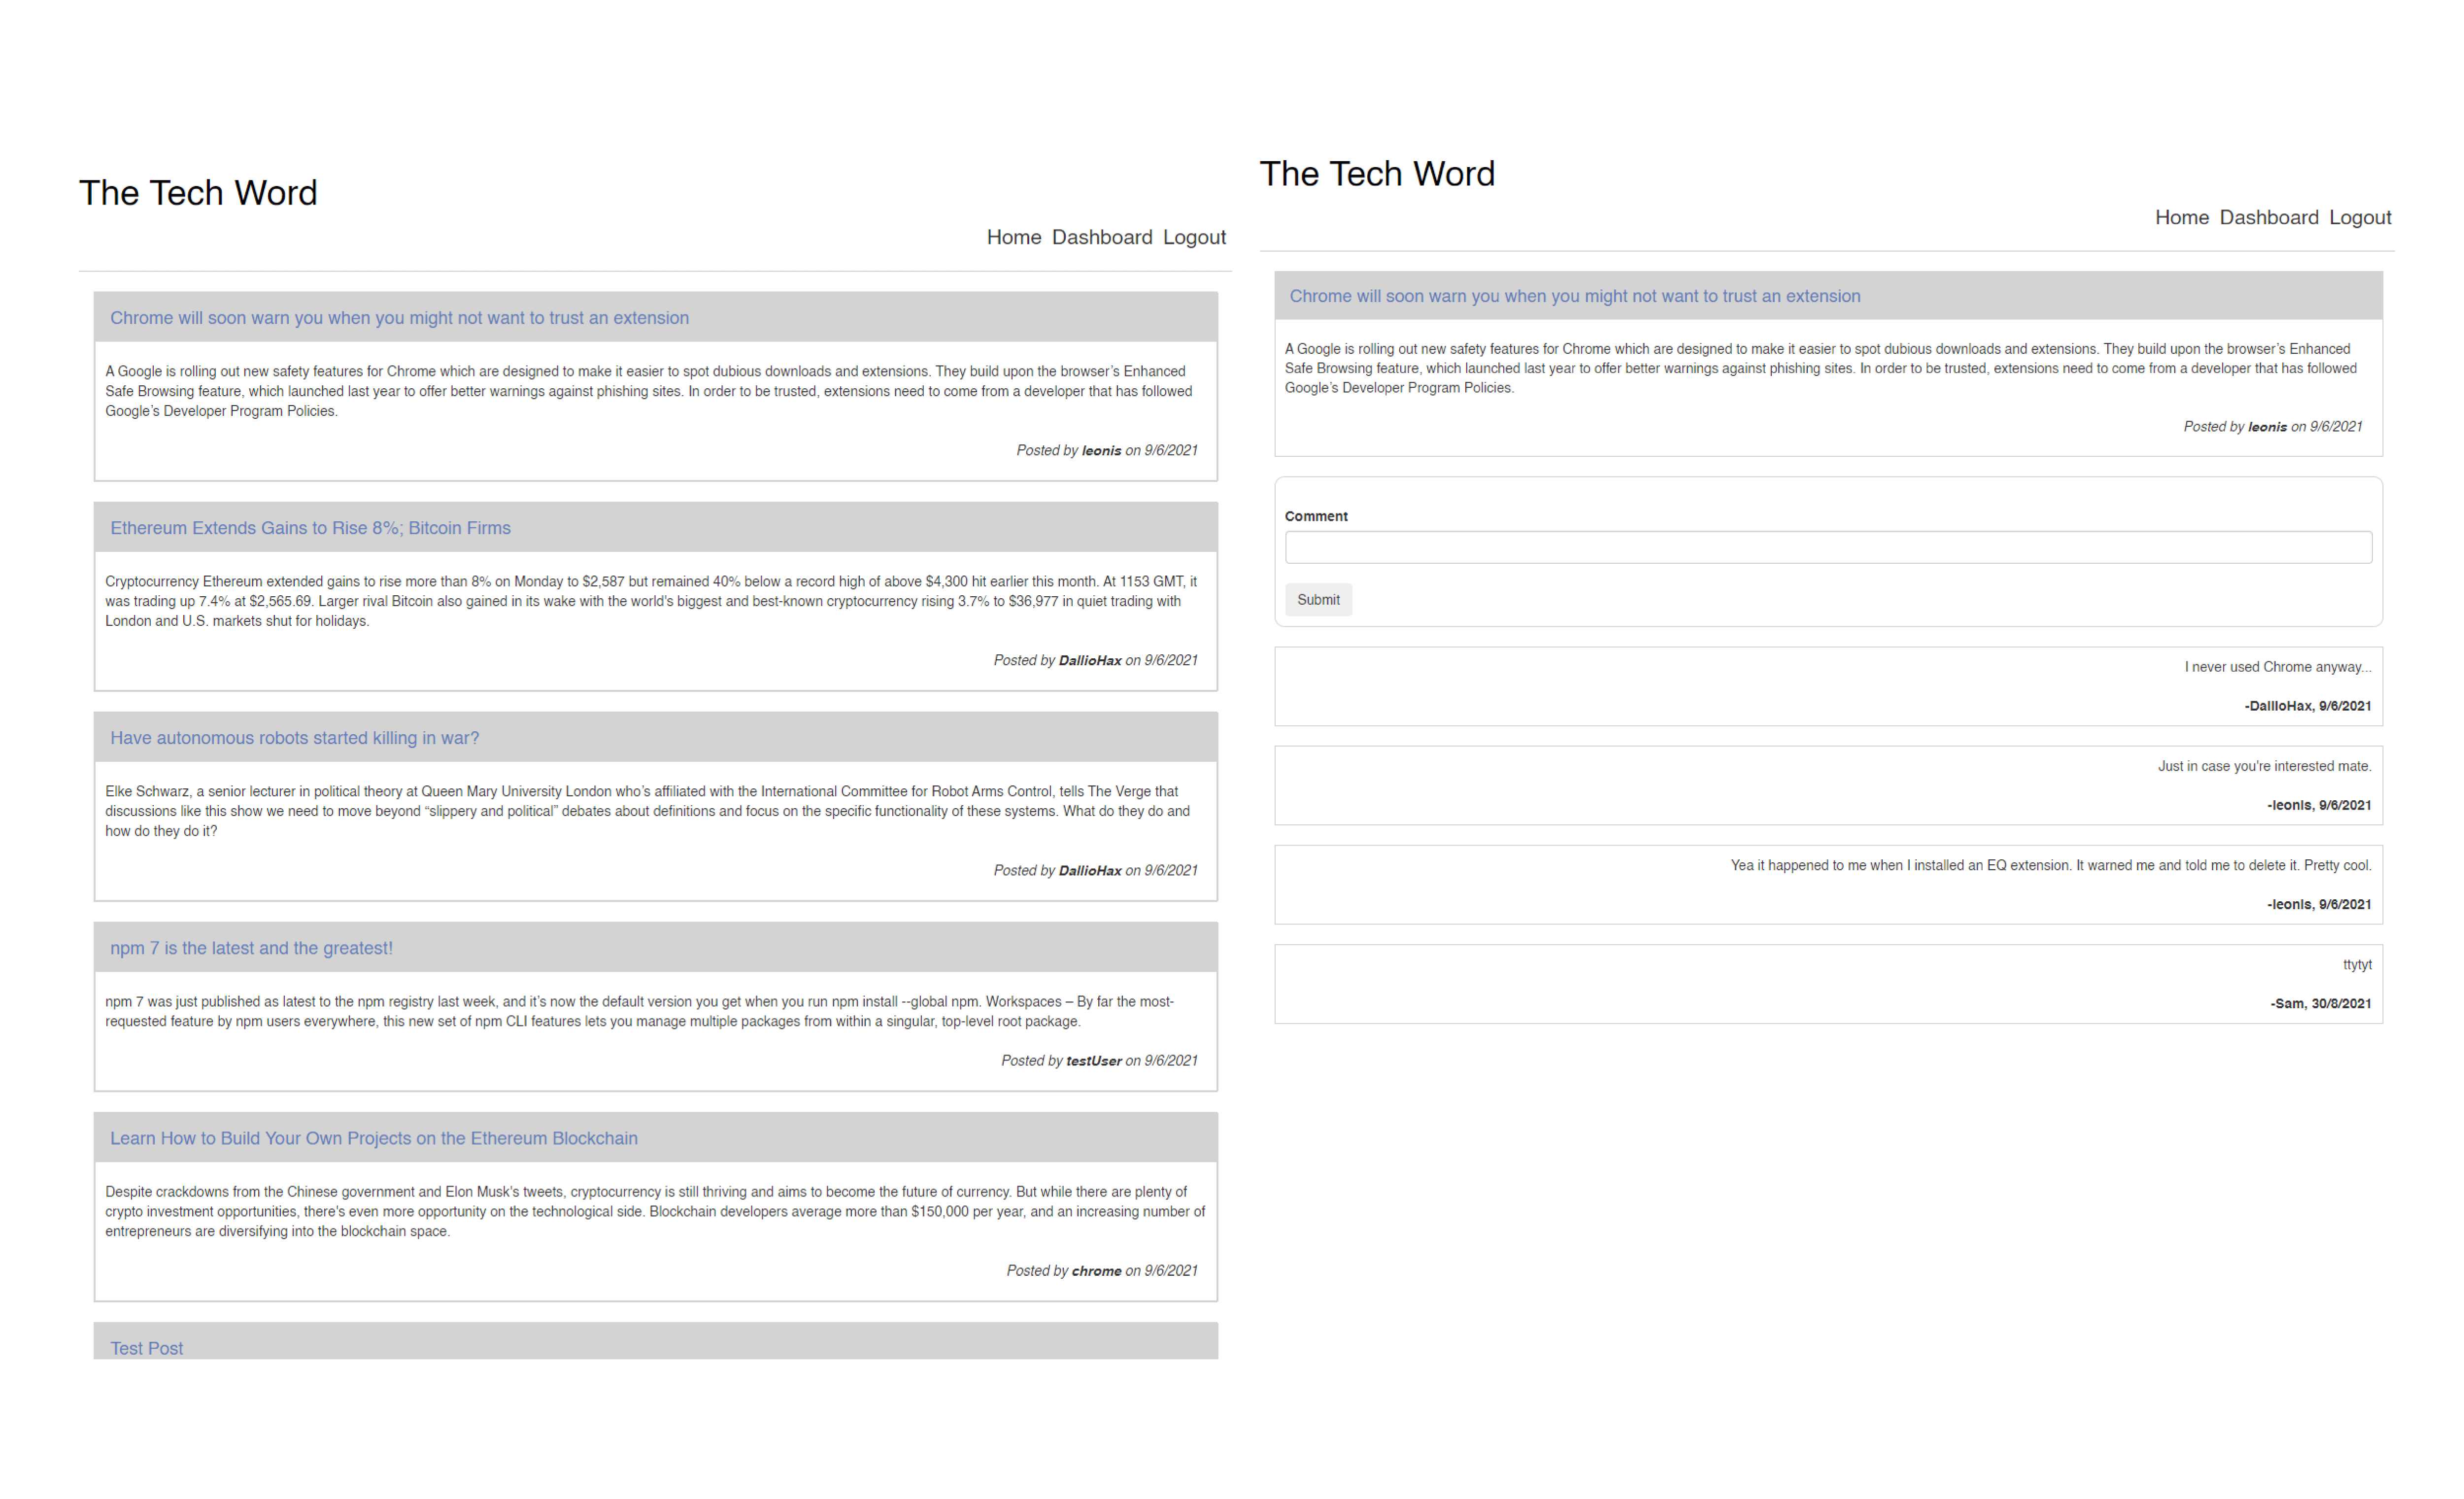 The Tech Word
Home Dashboard Logout
Chrome will soon warn you when you might not want to trust an extension
A Google is rolling out new safety features for Chrome which are designed to make it easier to spot dubious downloads and extensions. They build upon the browser’s Enhanced
Safe Browsing feature, which launched last year to offer better warnings against phishing sites. In order to be trusted, extensions need to come from a developer that has followed
Google’s Developer Program Policies.
Posted by leonis on 9/6/2021
Ethereum Extends Gains to Rise 8%; Bitcoin Firms
Cryptocurrency Ethereum extended gains to rise more than 8% on Monday to $2,587 but remained 40% below a record high of above $4,300 hit earlier this month. At 1153 GMT, it
was trading up 7.4% at $2,565.69. Larger rival Bitcoin also gained in its wake with the world's biggest and best-known cryptocurrency rising 3.7% to $36,977 in quiet trading with
London and U.S. markets shut for holidays.
Posted by DallioHax on 9/6/2021
Have autonomous robots started killing in war?
Elke Schwarz, a senior lecturer in political theory at Queen Mary University London who’s affiliated with the International Committee for Robot Arms Control, tells The Verge that
discussions like this show we need to move beyond “slippery and political” debates about definitions and focus on the specific functionality of these systems. What do they do and
how do they do it?
Posted by DallioHax on 9/6/2021
npm 7 is the latest and the greatest!
npm 7 was just published as latest to the npm registry last week, and it’s now the default version you get when you run npm install --global npm. Workspaces – By far the most-
requested feature by npm users everywhere, this new set of npm CLI features lets you manage multiple packages from within a singular, top-level root package.
Posted by testUser on 9/6/2021
Learn How to Build Your Own Projects on the Ethereum Blockchain
Despite crackdowns from the Chinese government and Elon Musk's tweets, cryptocurrency is still thriving and aims to become the future of currency. But while there are plenty of
crypto investment opportunities, there's even more opportunity on the technological side. Blockchain developers average more than $150,000 per year, and an increasing number of
entrepreneurs are diversifying into the blockchain space.
Posted by chrome on 9/6/2021
Test Post
The Tech Word
Home Dashboard Logout
Chrome will soon warn you when you might not want to trust an extension
A Google is rolling out new safety features for Chrome which are designed to make it easier to spot dubious downloads and extensions. They build upon the browser’s Enhanced
Safe Browsing feature, which launched last year to offer better warnings against phishing sites. In order to be trusted, extensions need to come from a developer that has followed
Google’s Developer Program Policies.
Posted by leonis on 9/6/2021
Comment
Submit
I never used Chrome anyway...
-DallioHax, 9/6/2021
Just in case you're interested mate.
-leonis, 9/6/2021
Yea it happened to me when I installed an EQ extension. It warned me and told me to delete it. Pretty cool.
-leonis, 9/6/2021
ttytyt
-Sam, 30/8/2021